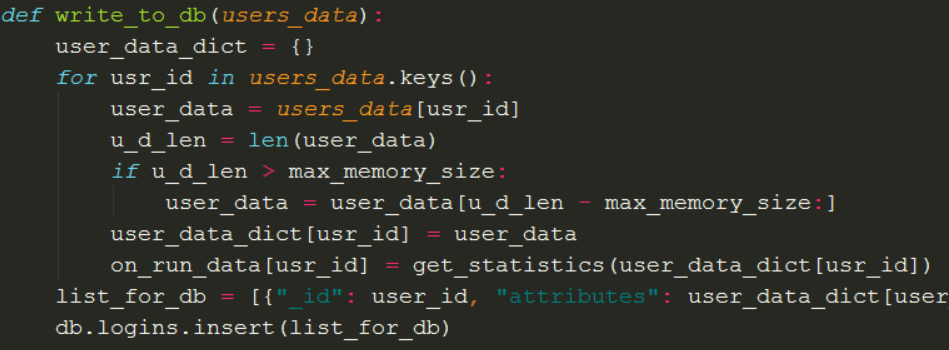 def write_to_db(users_data):
    user_data_dict = {}
    for usr_id in users_data.keys():
        user_data = users_data[usr_id]
        u_d_len = len(user_data)
        if u_d_len > max_memory_size:
            user_data = user_data[u_d_len - max_memory_size:]
        user_data_dict[usr_id] = user_data
        on_run_data[usr_id] = get_statistics(user_data_dict[usr_id])
    list_for_db = [{"_id": user_id, "attributes": user_data_dict[user_
    db.logins.insert(list_for_db)